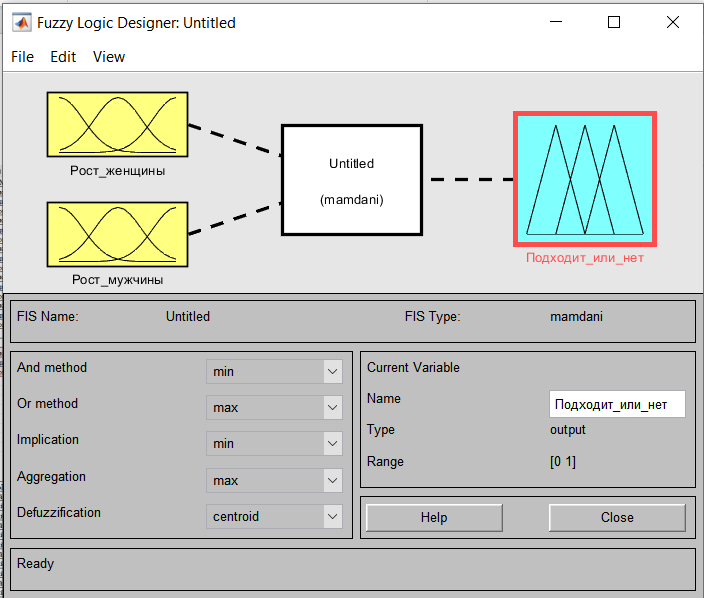 Fuzzy Logic Designer: Untitled
File Edit View
Рост_женщины
Untitled
(mamdani)
Рост_мужчины
Подходит_или_нет
FIS Name: Untitled FIS Type: mamdani
And method min
Or method max
Implication min
Aggregation max
Defuzzification centroid
Current Variable
Name Подходит_или_нет
Type output
Range [0 1]
Help Close
Ready